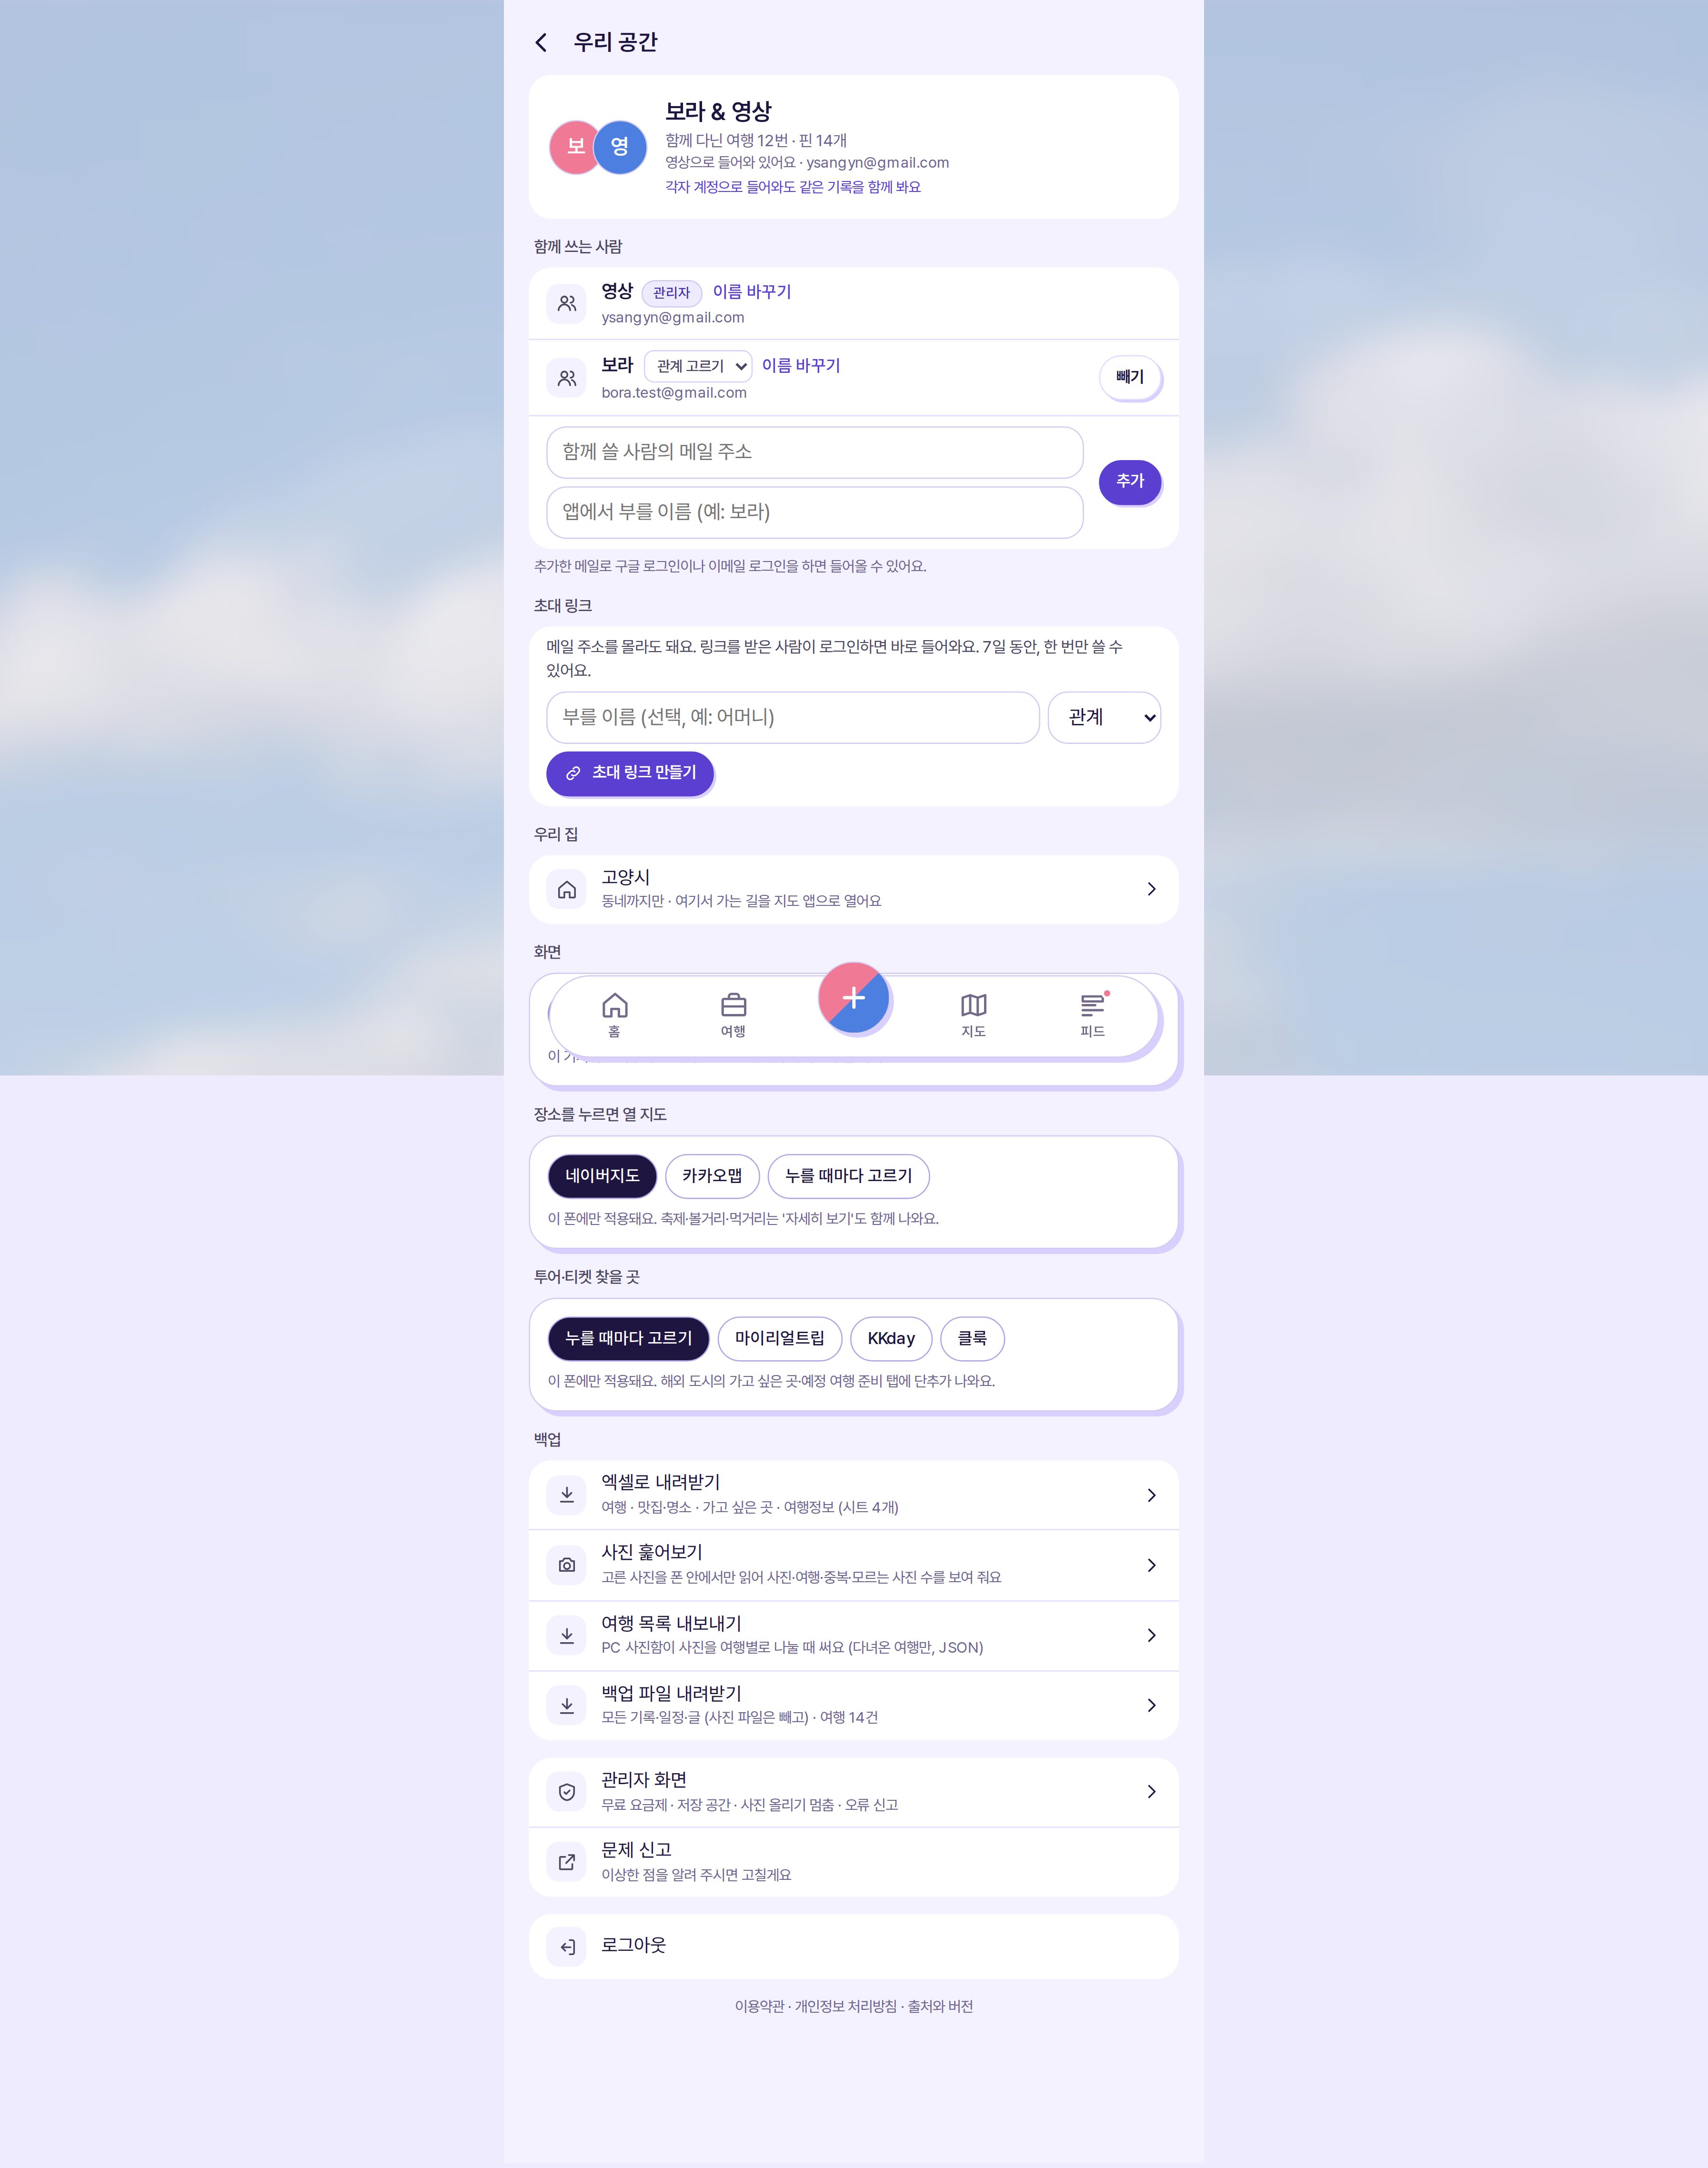 우리 공간
보 영
보라 & 영상
함께 다닌 여행 12번 · 핀 14개
영상으로 들어와 있어요 · ysangyn@gmail.com
각자 계정으로 들어와도 같은 기록을 함께 봐요
함께 쓰는 사람
영상 관리자 이름 바꾸기
ysangyn@gmail.com
보라 관계 고르기 이름 바꾸기
bora.test@gmail.com
빼기
함께 쓸 사람의 메일 주소
앱에서 부를 이름 (예: 보라)
추가
추가한 메일로 구글 로그인이나 이메일 로그인을 하면 들어올 수 있어요.
초대 링크
메일 주소를 몰라도 돼요. 링크를 받은 사람이 로그인하면 바로 들어와요. 7일 동안, 한 번만 쓸 수
있어요.
부를 이름 (선택, 예: 어머니) 관계
초대 링크 만들기
우리 집
고양시
동네까지만 · 여기서 가는 길을 지도 앱으로 열어요
화면
홈 여행 지도 피드
이
장소를 누르면 열 지도
네이버지도 카카오맵 누를 때마다 고르기
이 폰에만 적용돼요. 축제·볼거리·먹거리는 '자세히 보기'도 함께 나와요.
투어·티켓 찾을 곳
누를 때마다 고르기 마이리얼트립 KKday 클룩
이 폰에만 적용돼요. 해외 도시의 가고 싶은 곳·예정 여행 준비 탭에 단추가 나와요.
백업
엑셀로 내려받기
여행 · 맛집·명소 · 가고 싶은 곳 · 여행정보 (시트 4개)
사진 훑어보기
고른 사진을 폰 안에서만 읽어 사진·여행·중복·모르는 사진 수를 보여 줘요
여행 목록 내보내기
PC 사진함이 사진을 여행별로 나눌 때 써요 (다녀온 여행만, JSON)
백업 파일 내려받기
모든 기록·일정·글 (사진 파일은 빼고) · 여행 14건
관리자 화면
무료 요금제 · 저장 공간 · 사진 올리기 멈춤 · 오류 신고
문제 신고
이상한 점을 알려 주시면 고칠게요
로그아웃
이용약관 · 개인정보 처리방침 · 출처와 버전